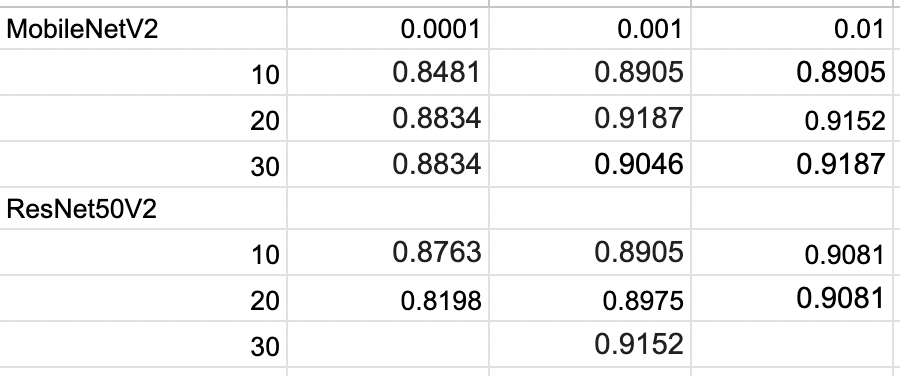 MobileNetV2 0.0001 0.001 0.01
10 0.8481 0.8905 0.8905
20 0.8834 0.9187 0.9152
30 0.8834 0.9046 0.9187
ResNet50V2
10 0.8763 0.8905 0.9081
20 0.8198 0.8975 0.9081
30 0.9152